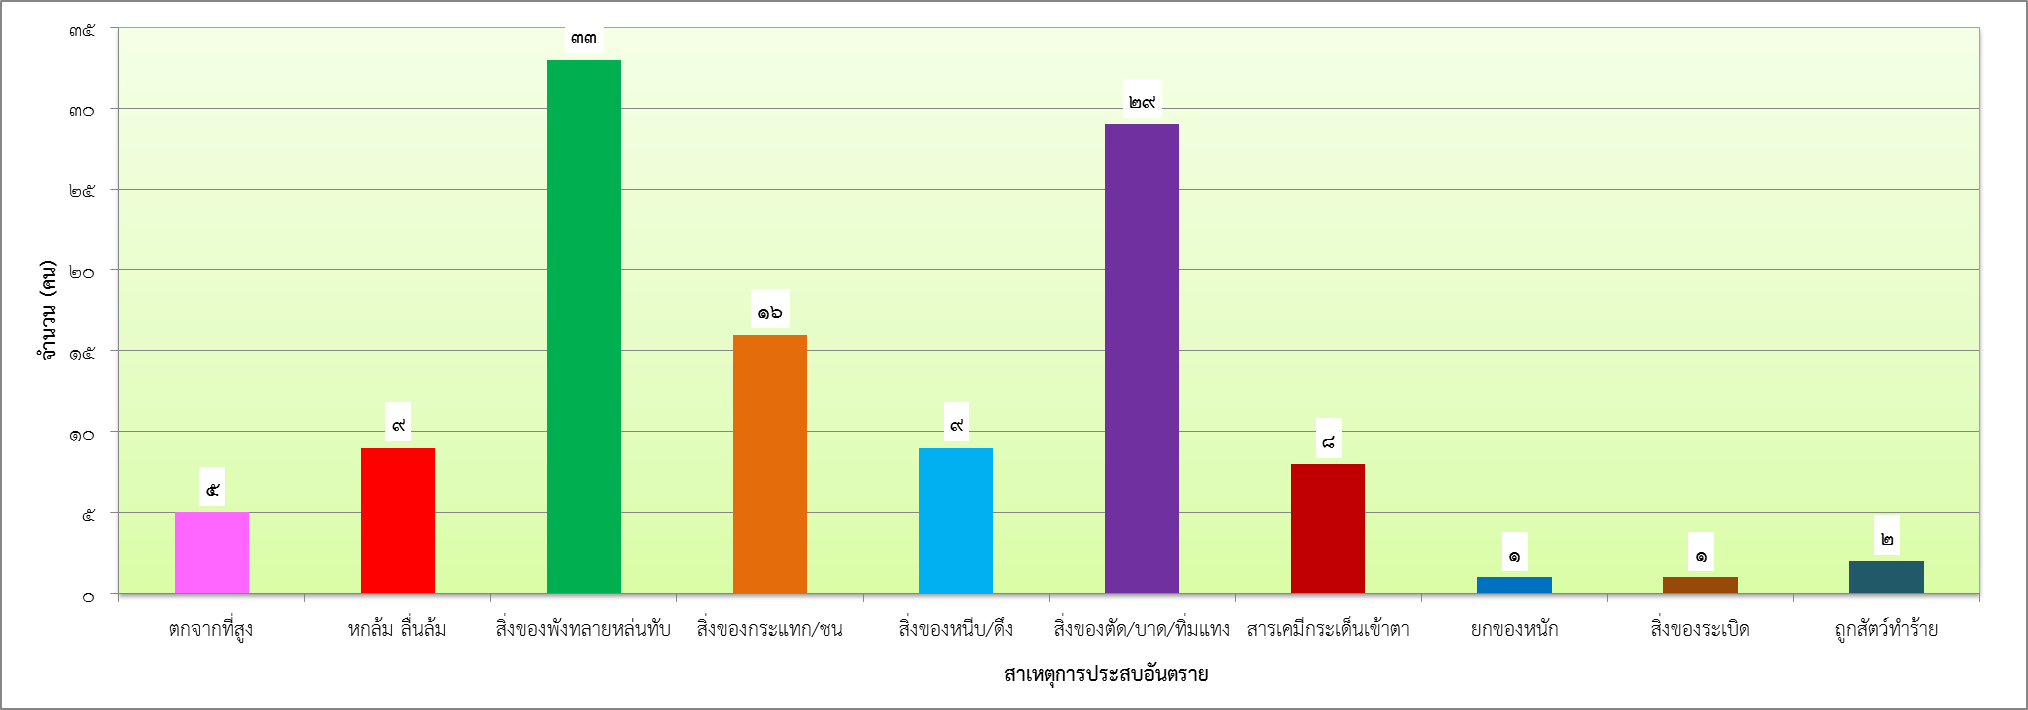 ๓๕
๓๐
๒๕
๒๐
๑๕
๑๐
๕
๐
จำนวน (คน)
๕
๙
๓๓
๑๖
๙
๒๙
๘
๑
๑
๒
ตกจากที่สูง
หกล้ม ลื่นล้ม
สิ่งของพังทลายหล่นทับ
สิ่งของกระแทก/ชน
สิ่งของหนีบ/ดึง
สิ่งของตัด/บาด/ทิ่มแทง
สารเคมีกระเด็นเข้าตา
ยกของหนัก
สิ่งของระเบิด
ถูกสัตว์ทำร้าย
สาเหตุการประสบอันตราย